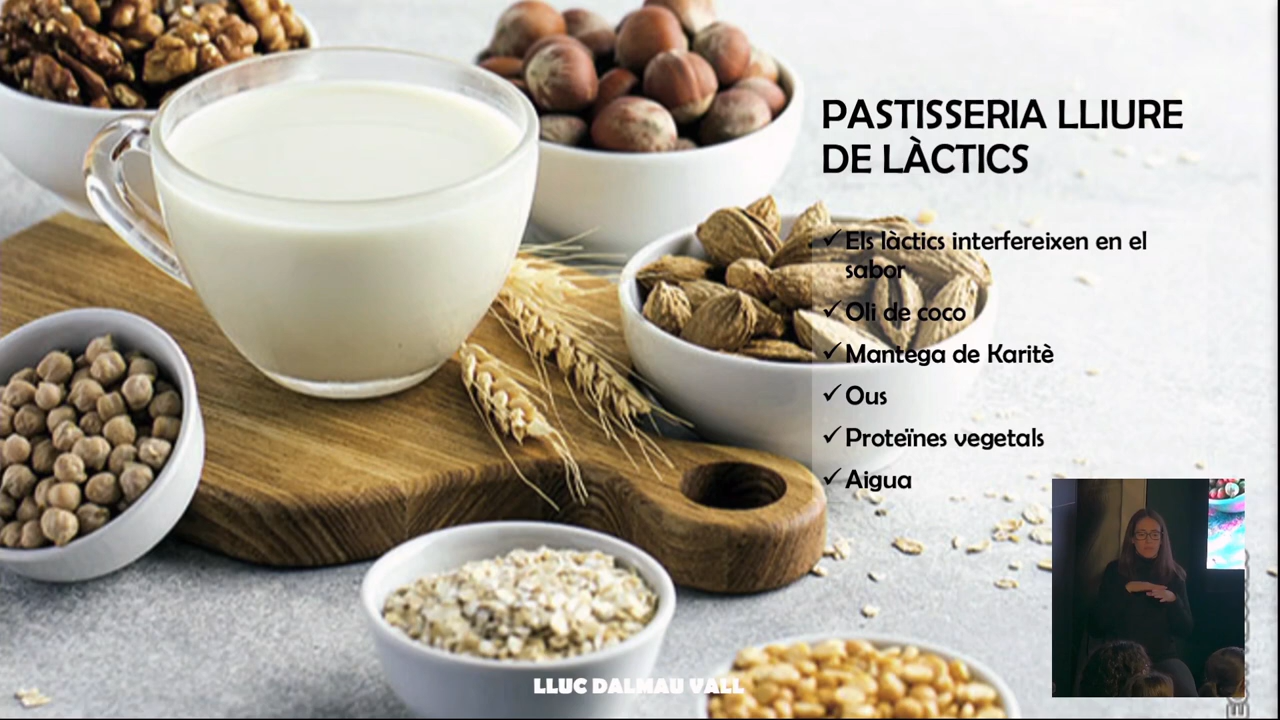 PASTISSERIA LLIURE
DE LÀCTICS
Els làctics interfereixen en el
sabor
Oli de coco
Mantega de Karitè
Ous
Proteïnes vegetals
Aigua
LLUC DALMAU VALL